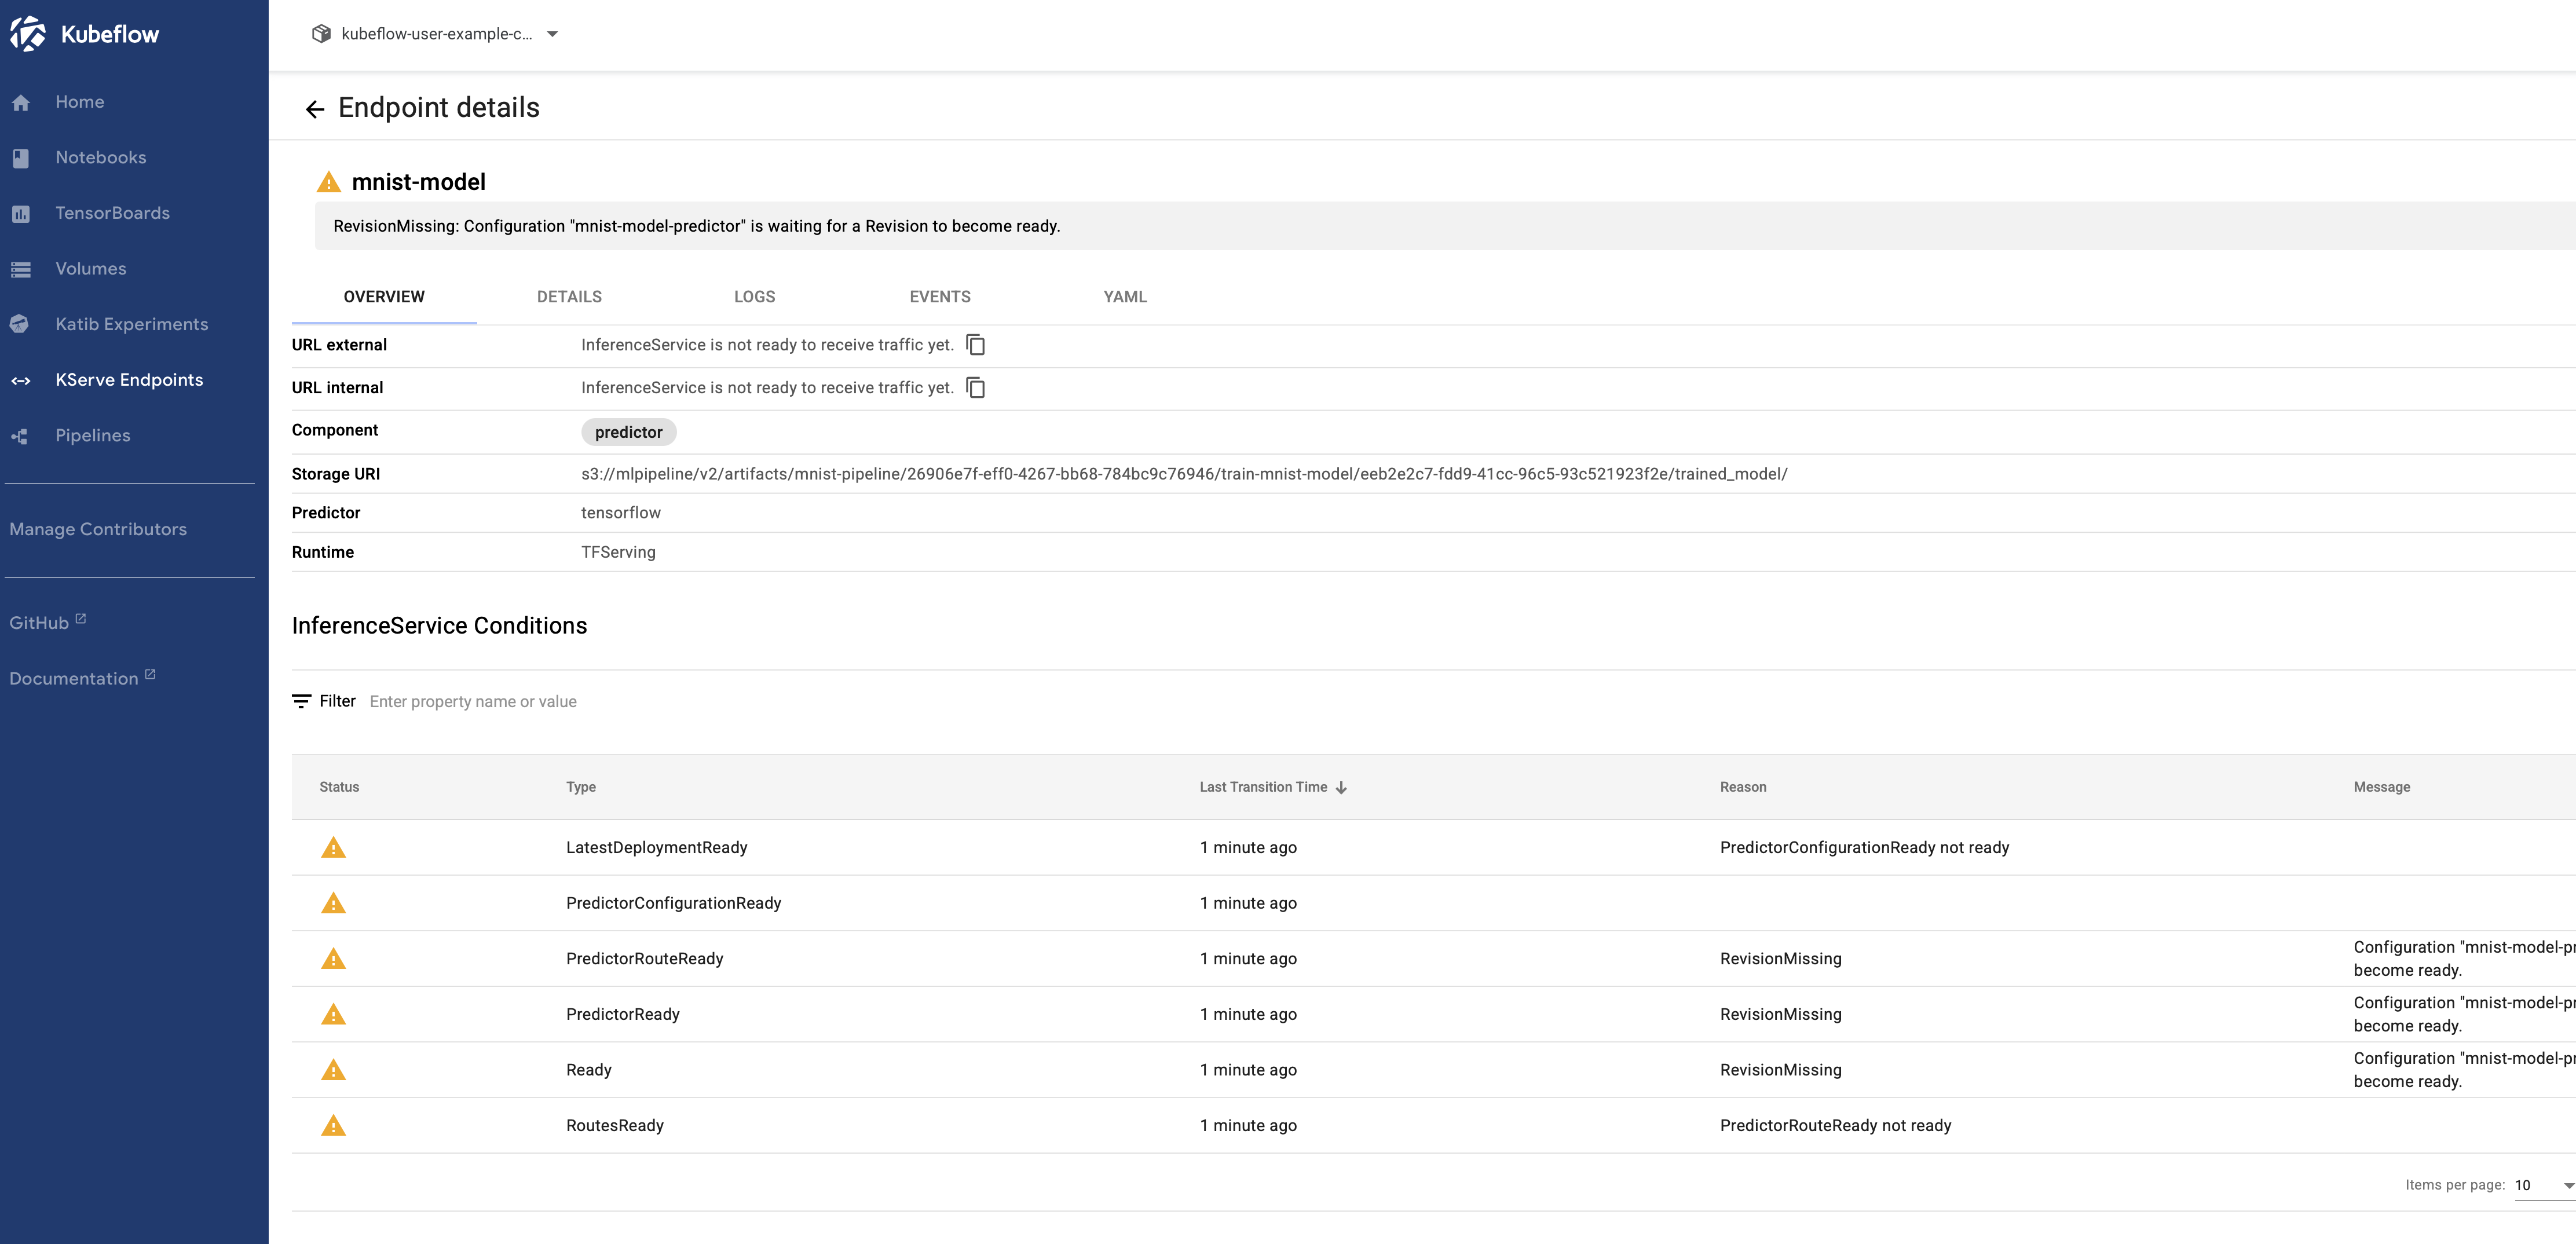 Kubeflow
kubeflow-user-example-c...
Home
Notebooks
TensorBoards
Volumes
Katib Experiments
KServe Endpoints
Pipelines
Manage Contributors
GitHub
Documentation
Endpoint details
mnist-model
RevisionMissing: Configuration "mnist-model-predictor" is waiting for a Revision to become ready.
OVERVIEW DETAILS LOGS EVENTS YAML
URL external InferenceService is not ready to receive traffic yet.
URL internal InferenceService is not ready to receive traffic yet.
Component predictor
Storage URI s3://mlpipeline/v2/artifacts/mnist-pipeline/26906e7f-eff0-4267-bb68-784bc9c76946/train-mnist-model/eeb2e2c7-fdd9-41cc-96c5-93c521923f2e/trained_model/
Predictor tensorflow
Runtime TFServing
InferenceService Conditions
Filter Enter property name or value
Status Type Last Transition Time Reason Message
LatestDeploymentReady 1 minute ago PredictorConfigurationReady not ready
PredictorConfigurationReady 1 minute ago
PredictorRouteReady 1 minute ago RevisionMissing Configuration "mnist-model-pr
become ready.
PredictorReady 1 minute ago RevisionMissing Configuration "mnist-model-pr
become ready.
Ready 1 minute ago RevisionMissing Configuration "mnist-model-pr
become ready.
RoutesReady 1 minute ago PredictorRouteReady not ready
Items per page: 10